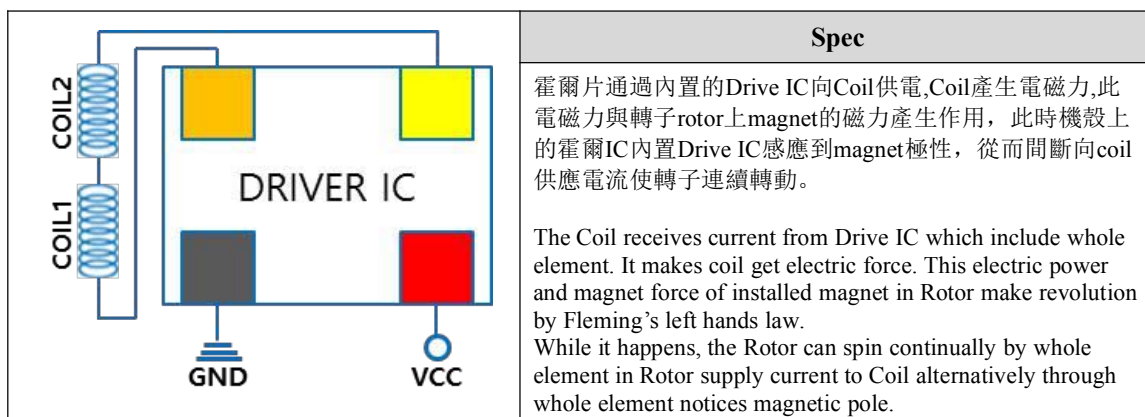 COIL2
COIL1
DRIVER IC
GND
VCC
Spec
霍爾片通過內置的Drive IC向Coil供電,Coil產生電磁力,此
電磁力與轉子rotor上magnet的磁力產生作用，此時機殼上
的霍爾IC內置Drive IC感應到magnet極性，從而間斷向coil
供應電流使轉子連續轉動。
The Coil receives current from Drive IC which include whole
element. It makes coil get electric force. This electric power
and magnet force of installed magnet in Rotor make revolution
by Fleming’s left hands law.
While it happens, the Rotor can spin continually by whole
element in Rotor supply current to Coil alternatively through
whole element notices magnetic pole.